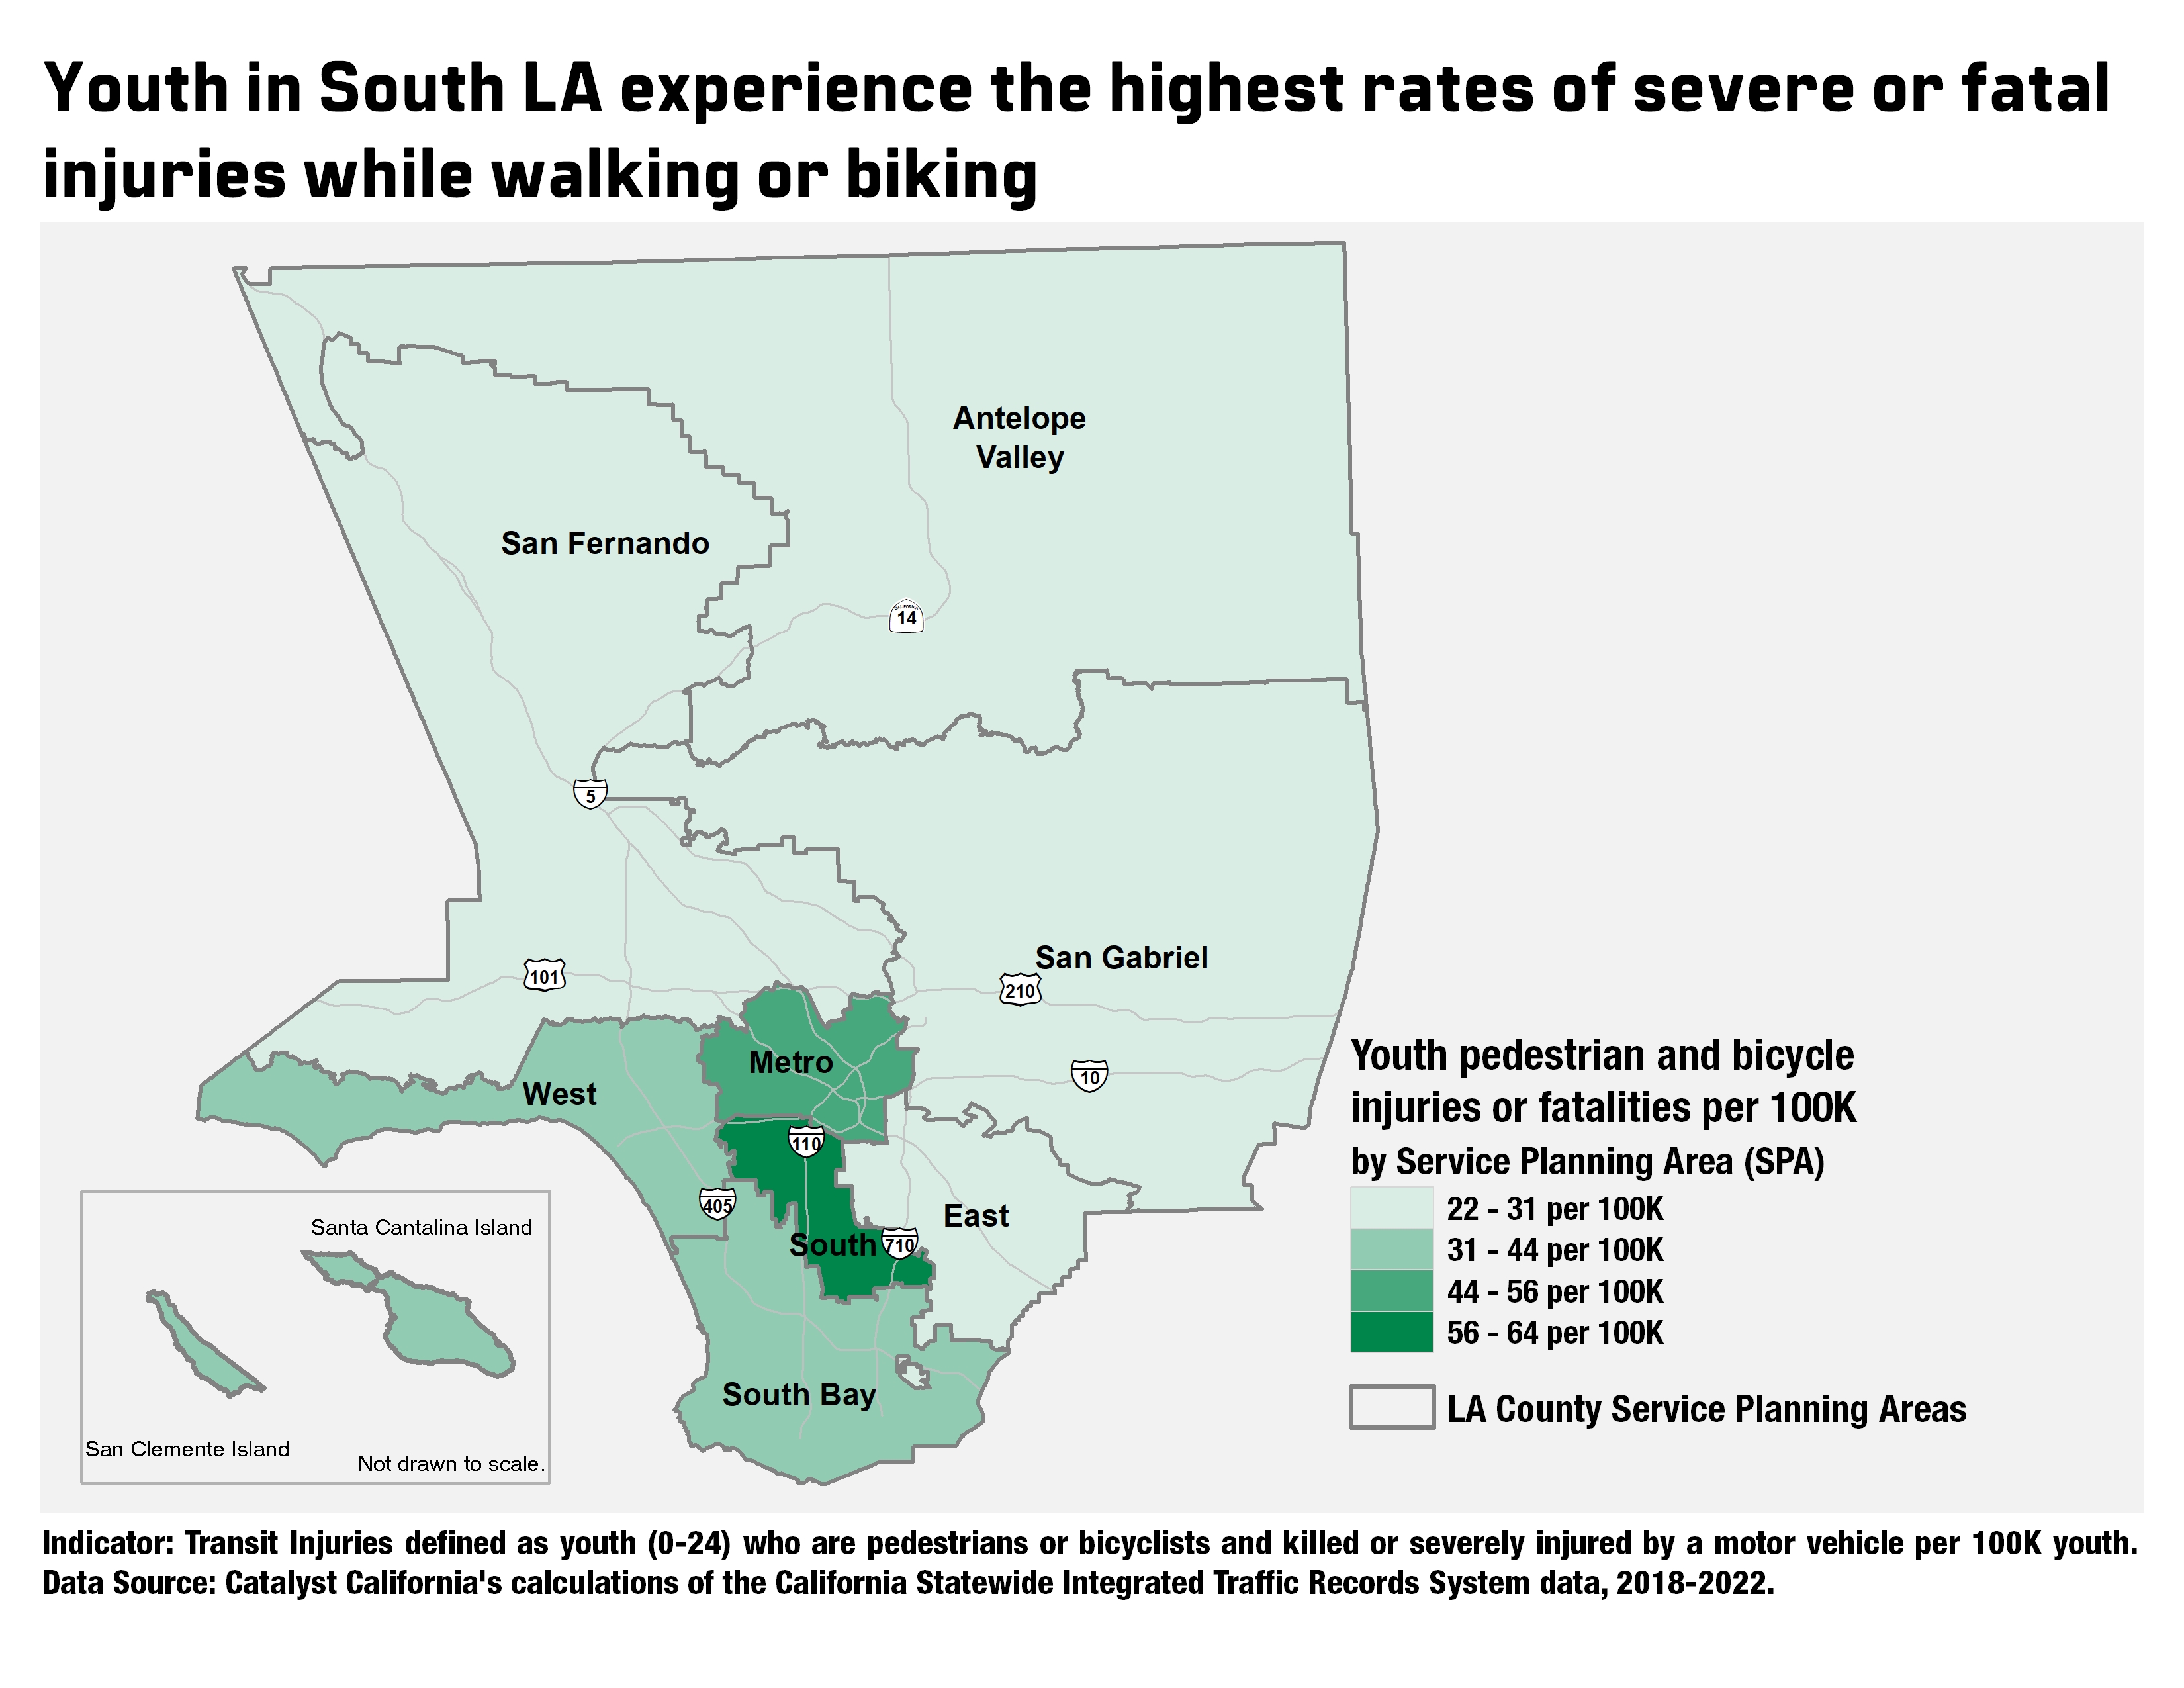 Youth in South LA experience the highest rates of severe or fatal
injuries while walking or biking
Antelope
Valley
San Fernando
CALIFORNIA
14
5
San Gabriel
101
210
Metro
10
West
110
405
East
South
710
South Bay
Santa Cantalina Island
San Clemente Island
Not drawn to scale.
Youth pedestrian and bicycle
injuries or fatalities per 100K
by Service Planning Area (SPA)
22 - 31 per 100K
31 - 44 per 100K
44 - 56 per 100K
56 - 64 per 100K
LA County Service Planning Areas
Indicator: Transit Injuries defined as youth (0-24) who are pedestrians or bicyclists and killed or severely injured by a motor vehicle per 100K youth.
Data Source: Catalyst California's calculations of the California Statewide Integrated Traffic Records System data, 2018-2022.